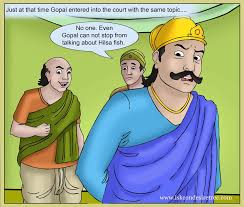 Just at that time Gopal entered into the court with the same topic....
No one. Even
Gopal can not stop from
talking about Hilsa fish.
www.iskcondesiretree.com